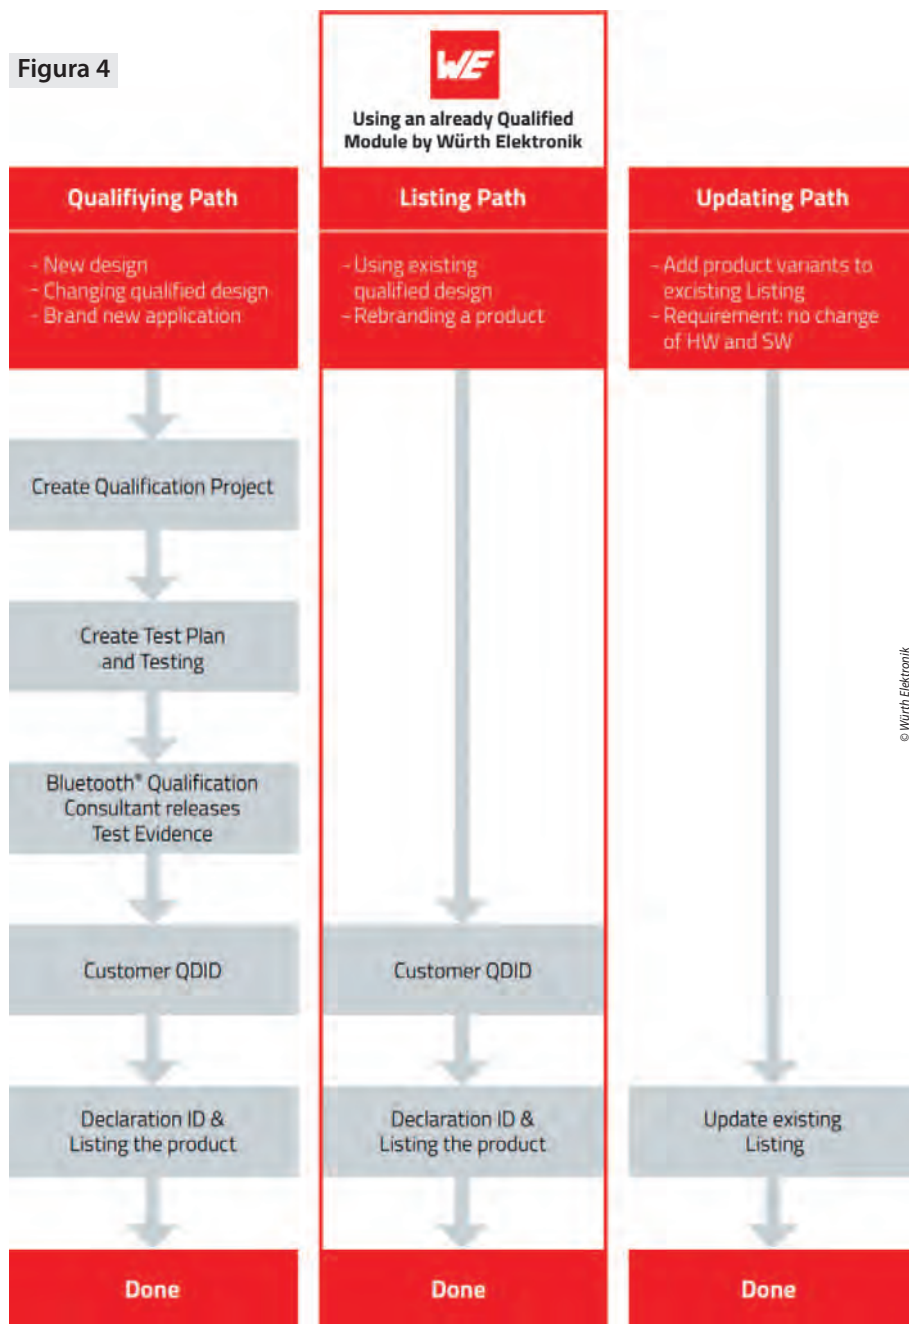 Figura 4
WE
Using an already Qualified
Module by Würth Elektronik
Qualifiying Path
- New design
- Changing qualified design
- Brand new application
Create Qualification Project
Create Test Plan
and Testing
Bluetooth® Qualification
Consultant releases
Test Evidence
Customer QDID
Declaration ID &
Listing the product
Done
Listing Path
- Using existing
qualified design
- Rebranding a product
Customer QDID
Declaration ID &
Listing the product
Done
Updating Path
- Add product variants to
excisting Listing
- Requirement: no change
of HW and SW
Update existing
Listing
Done
© Würth Elektronik